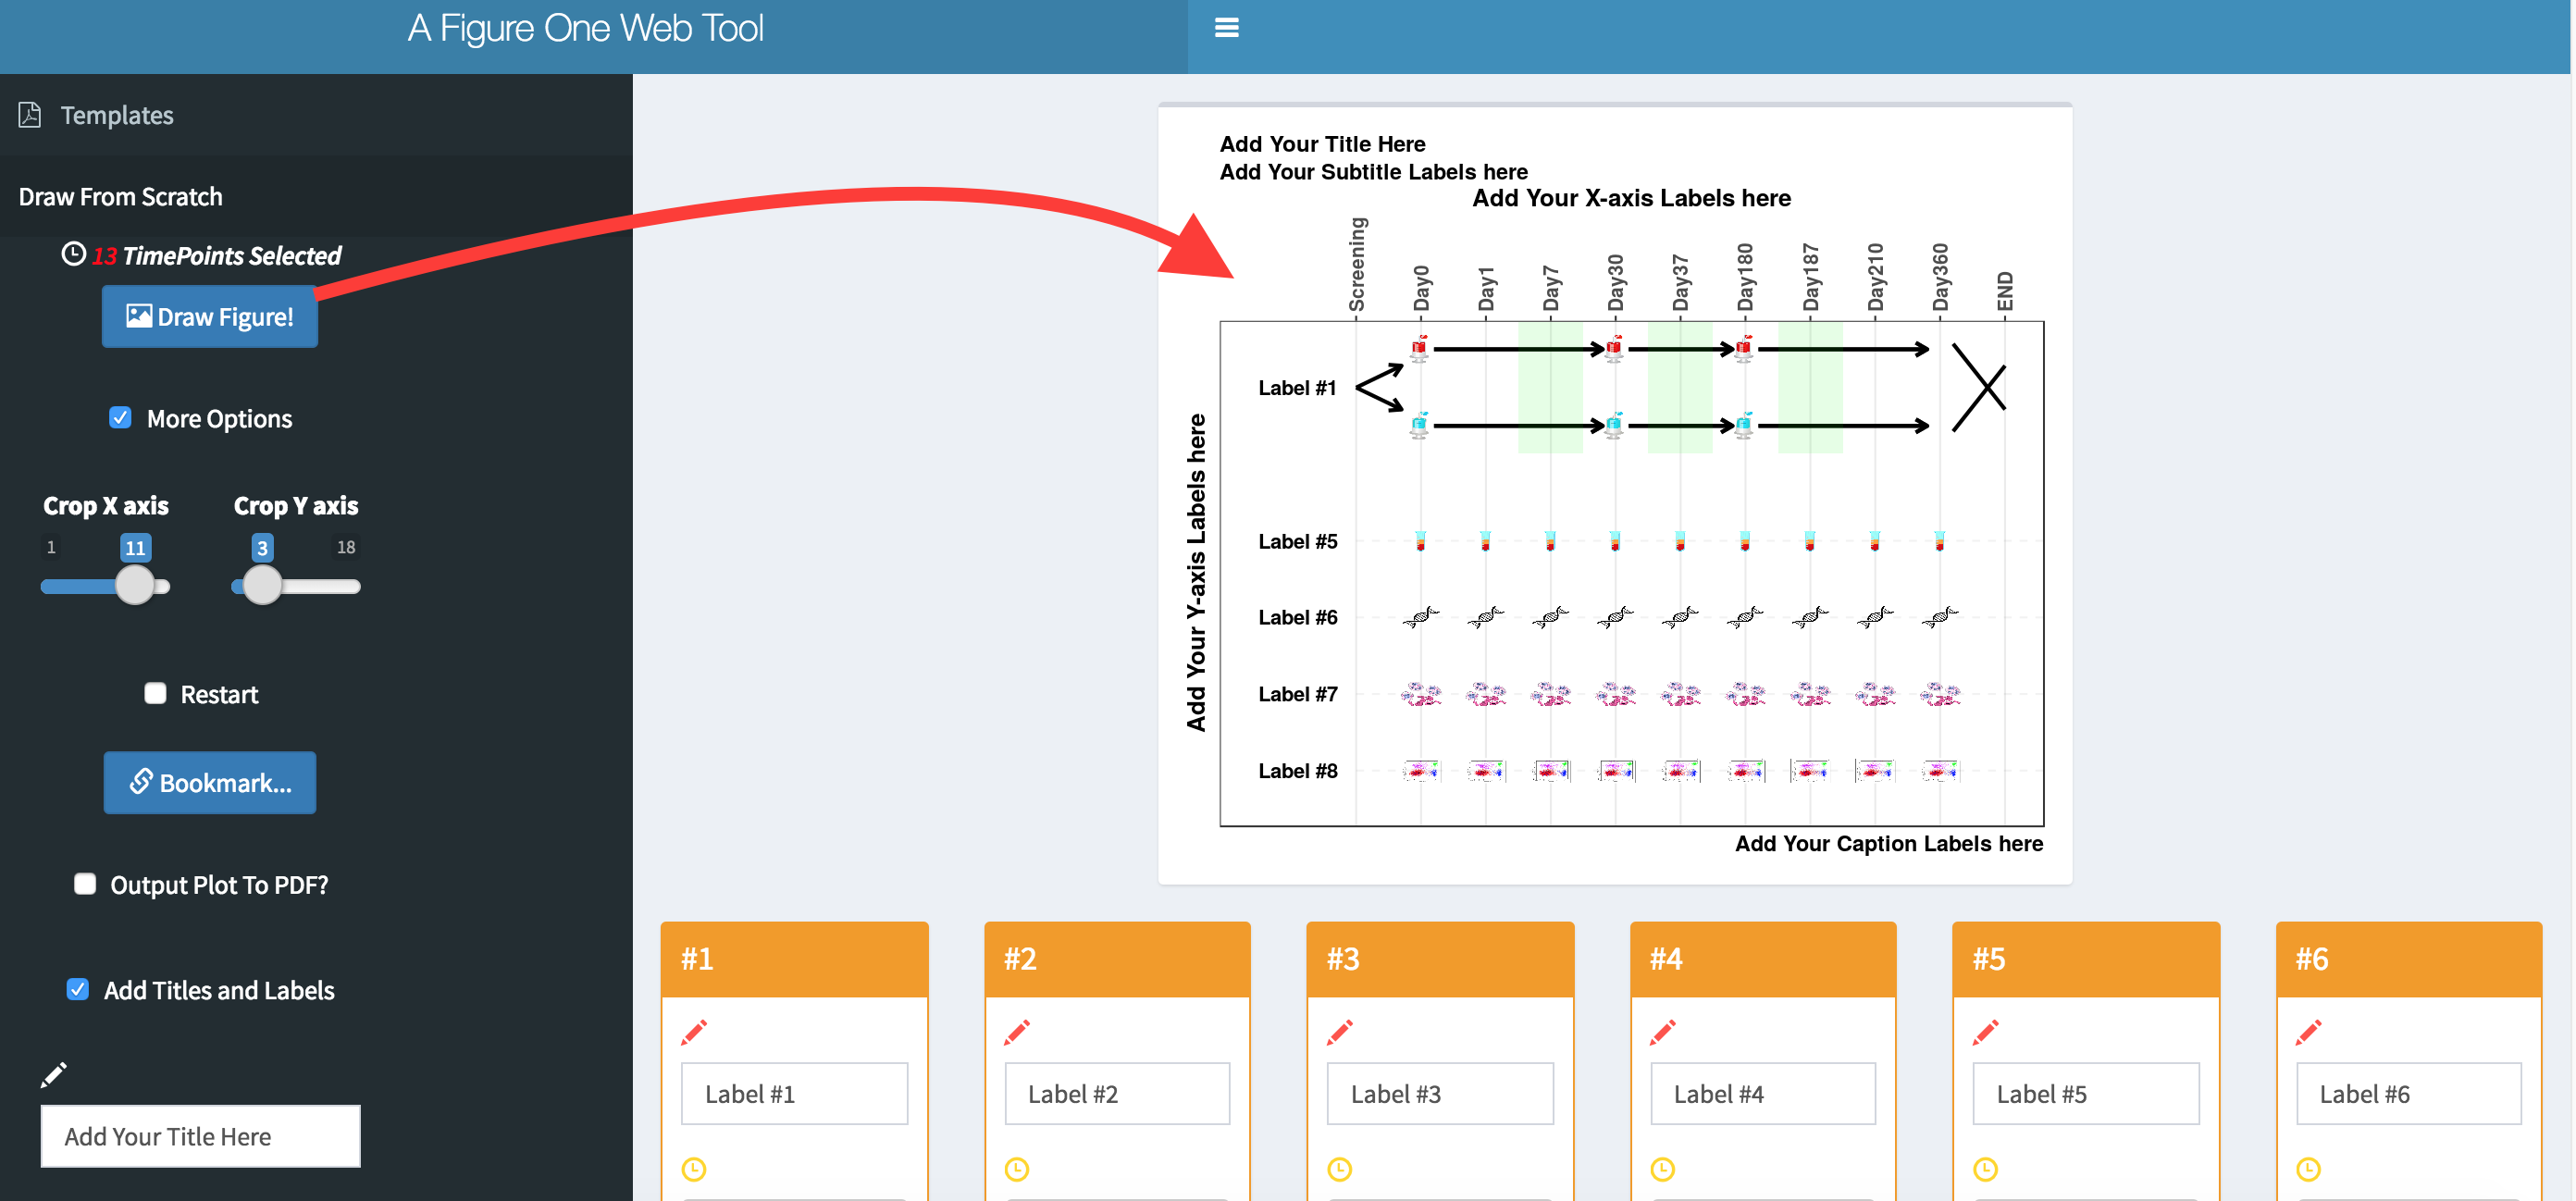 A Figure One Web Tool
Templates
Draw From Scratch
13 TimePoints Selected
Draw Figure!
More Options
Crop X axis
Crop Y axis
1
11
3
18
Restart
Bookmark...
Output Plot To PDF?
Add Titles and Labels
Add Your Title Here
Add Your Title Here
Add Your Subtitle Labels here
Add Your X-axis Labels here
Screening
Day0
Day1
Day7
Day30
Day37
Day180
Day187
Day210
Day360
END
Add Your Y-axis Labels here
Label #1
Label #5
Label #6
Label #7
Label #8
Add Your Caption Labels here
#1
#2
#3
#4
#5
#6
Label #1
Label #2
Label #3
Label #4
Label #5
Label #6